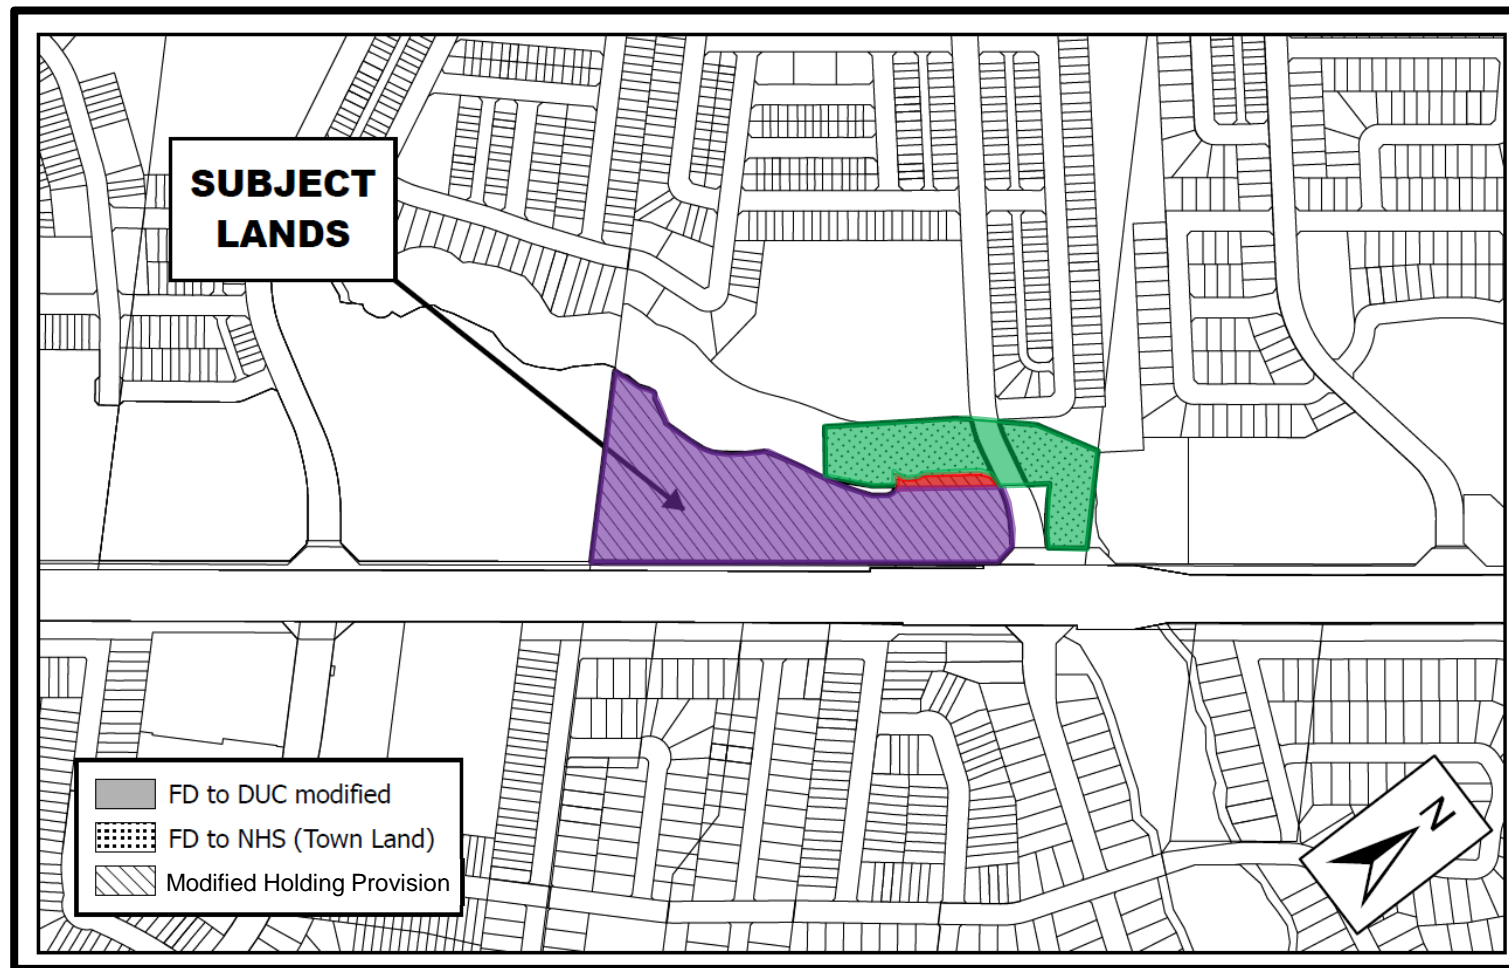 SUBJECT
LANDS
FD to DUC modified
FD to NHS (Town Land)
Modified Holding Provision
N